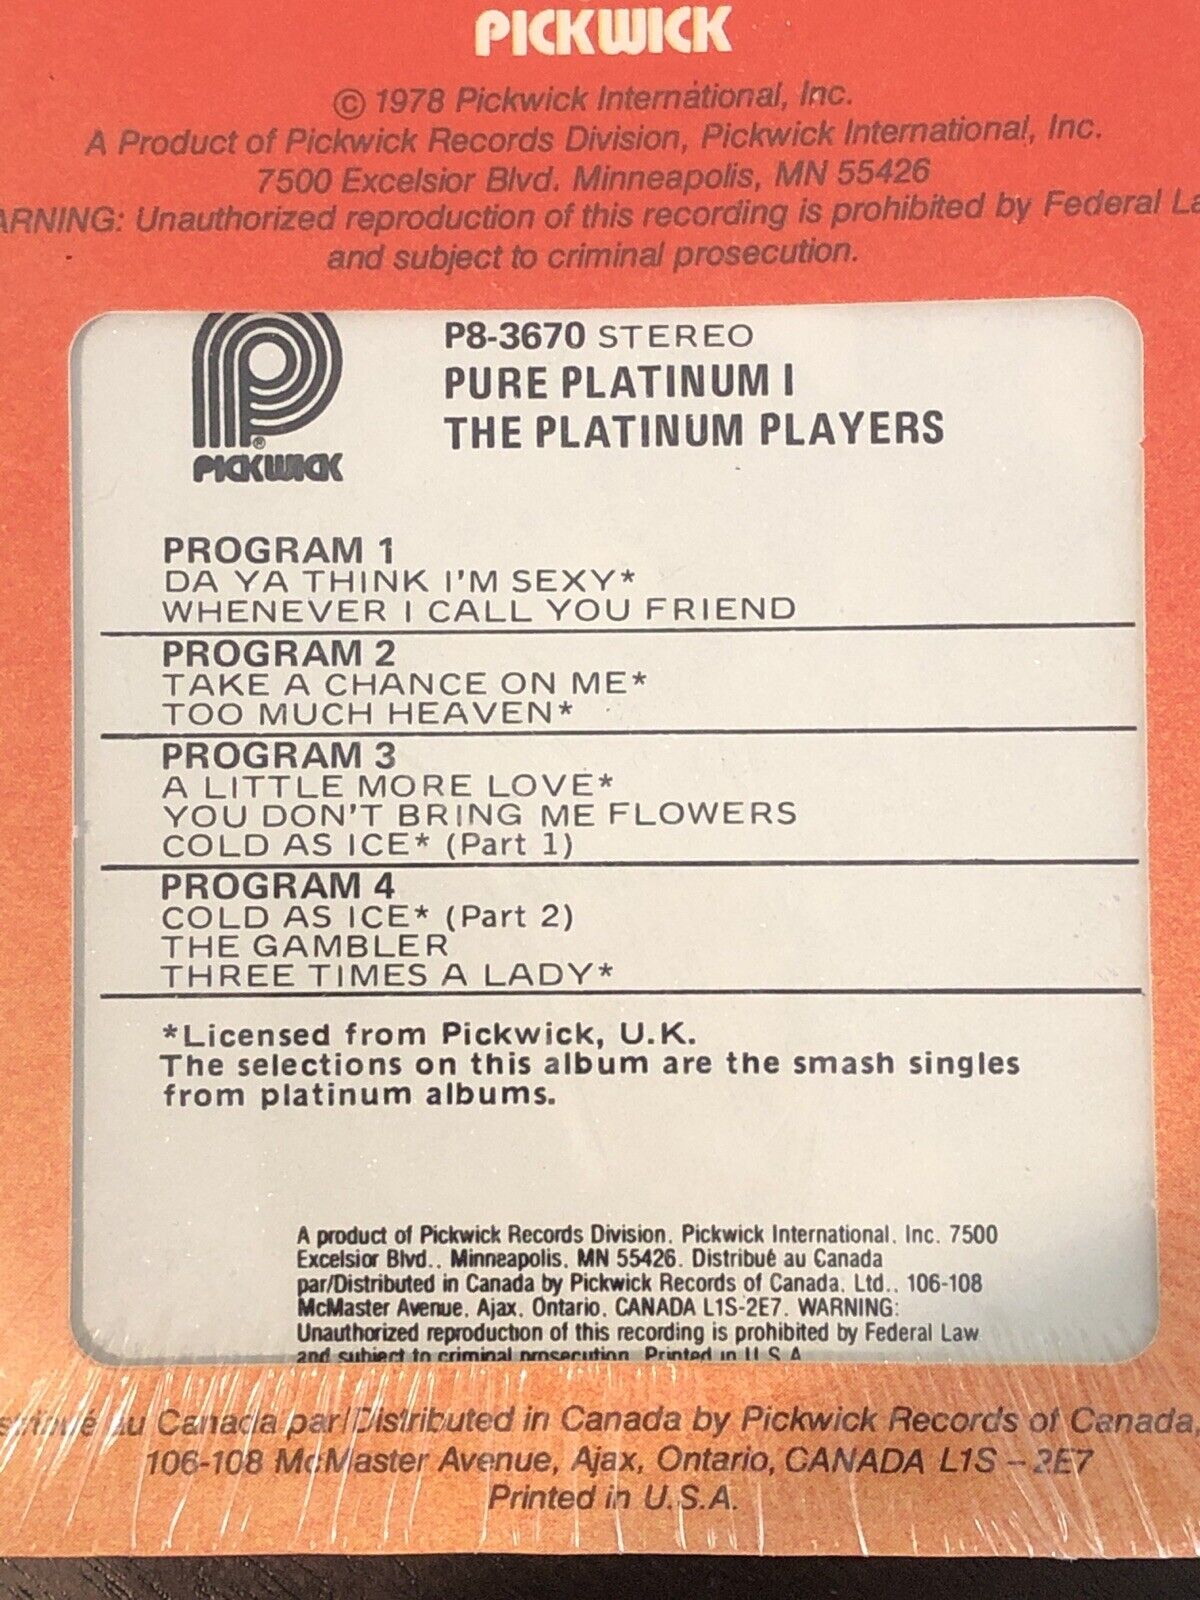 PICKWICK
© 1978 Pickwick International, Inc.
A Product of Pickwick Records Division, Pickwick International, Inc.
7500 Excelsior Blvd. Minneapolis, MN 55426
ARNING: Unauthorized reproduction of this recording is prohibited by Federal La
and subject to criminal prosecution.
P8-3670 STEREO
PURE PLATINUM I
THE PLATINUM PLAYERS
P®
PICKWICK
PROGRAM 1
DA YA THINK I'M SEXY*
WHENEVER I CALL YOU FRIEND
PROGRAM 2
TAKE A CHANCE ON ME*
TOO MUCH HEAVEN*
PROGRAM 3
A LITTLE MORE LOVE*
YOU DON'T BRING ME FLOWERS
COLD AS ICE* (Part 1)
PROGRAM 4
COLD AS ICE* (Part 2)
THE GAMBLER
THREE TIMES A LADY*
*Licensed from Pickwick, U.K.
The selections on this album are the smash singles
from platinum albums.
A product of Pickwick Records Division, Pickwick International, Inc. 7500
Excelsior Blvd., Minneapolis, MN 55426. Distribué au Canada
par/Distributed in Canada by Pickwick Records of Canada, Ltd., 106-108
McMaster Avenue, Ajax, Ontario, CANADA L1S-2E7. WARNING:
Unauthorized reproduction of this recording is prohibited by Federal Law
and subject to criminal prosecution. Printed in U.S.A.
au Canada par/Distributed in Canada by Pickwick Records of Canada,
106-108 McMaster Avenue, Ajax, Ontario, CANADA L1S – 2E7
Printed in U.S.A.